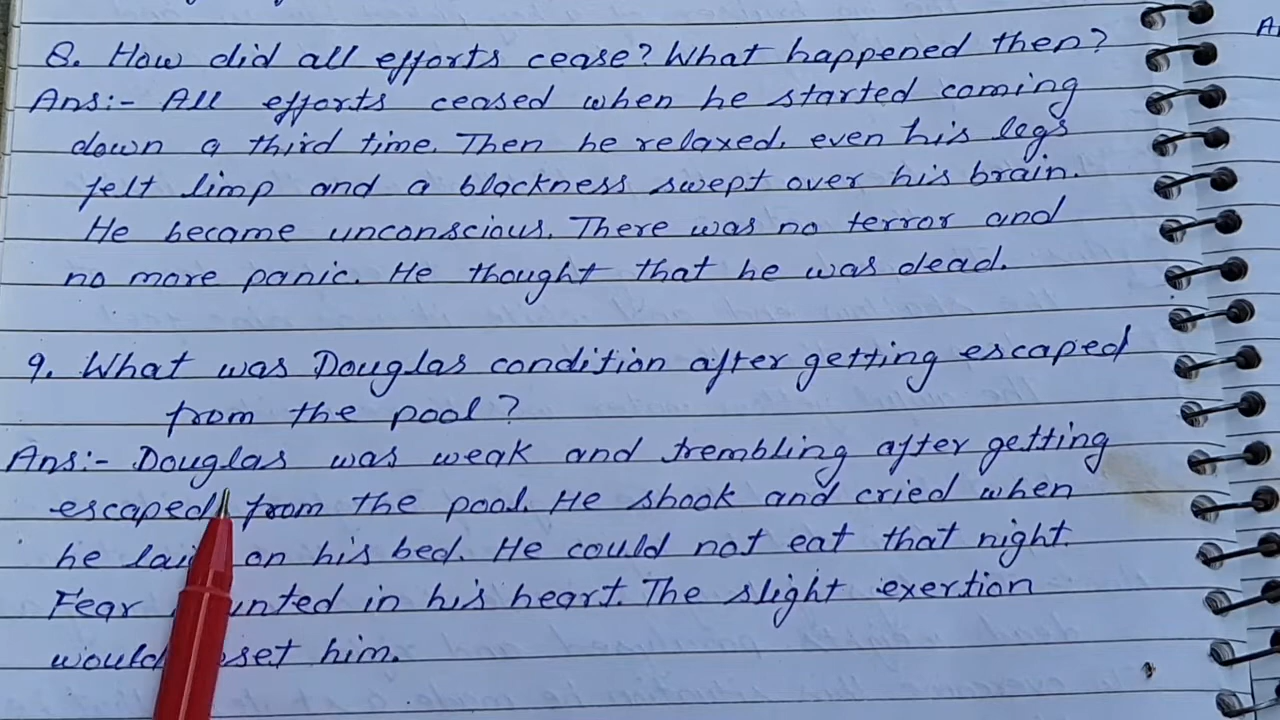 8. How did all efforts cease? What happened then?
Ans:- All efforts ceased when he started coming
down a third time. Then he relaxed, even his legs
felt limp and a blackness swept over his brain.
He became unconscious. There was no terror and
no more panic. He thought that he was dead.
9. What was Douglas condition after getting escaped
from the pool?
Ans:- Douglas was weak and trembling after getting
escaped from the pool. He shook and cried when
he on his bed. He could not eat that night.
Fear in his heart. The slight exertion
would him.